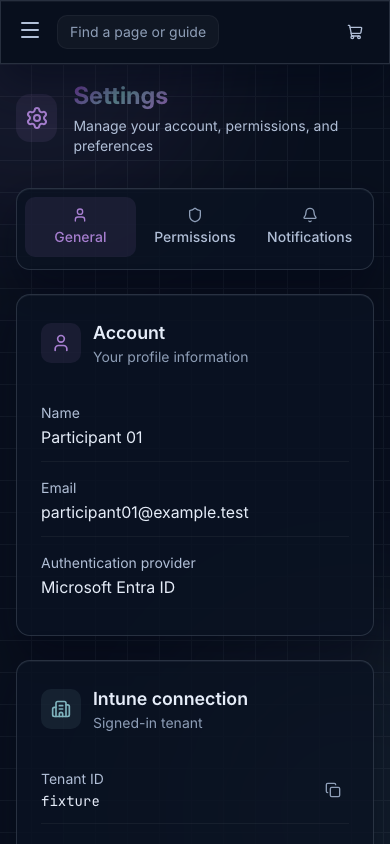 Find a page or guide
Settings
Manage your account, permissions, and
preferences
General
Permissions
Notifications
Account
Your profile information
Name
Participant 01
Email
participant01@example.test
Authentication provider
Microsoft Entra ID
Intune connection
Signed-in tenant
Tenant ID
fixture